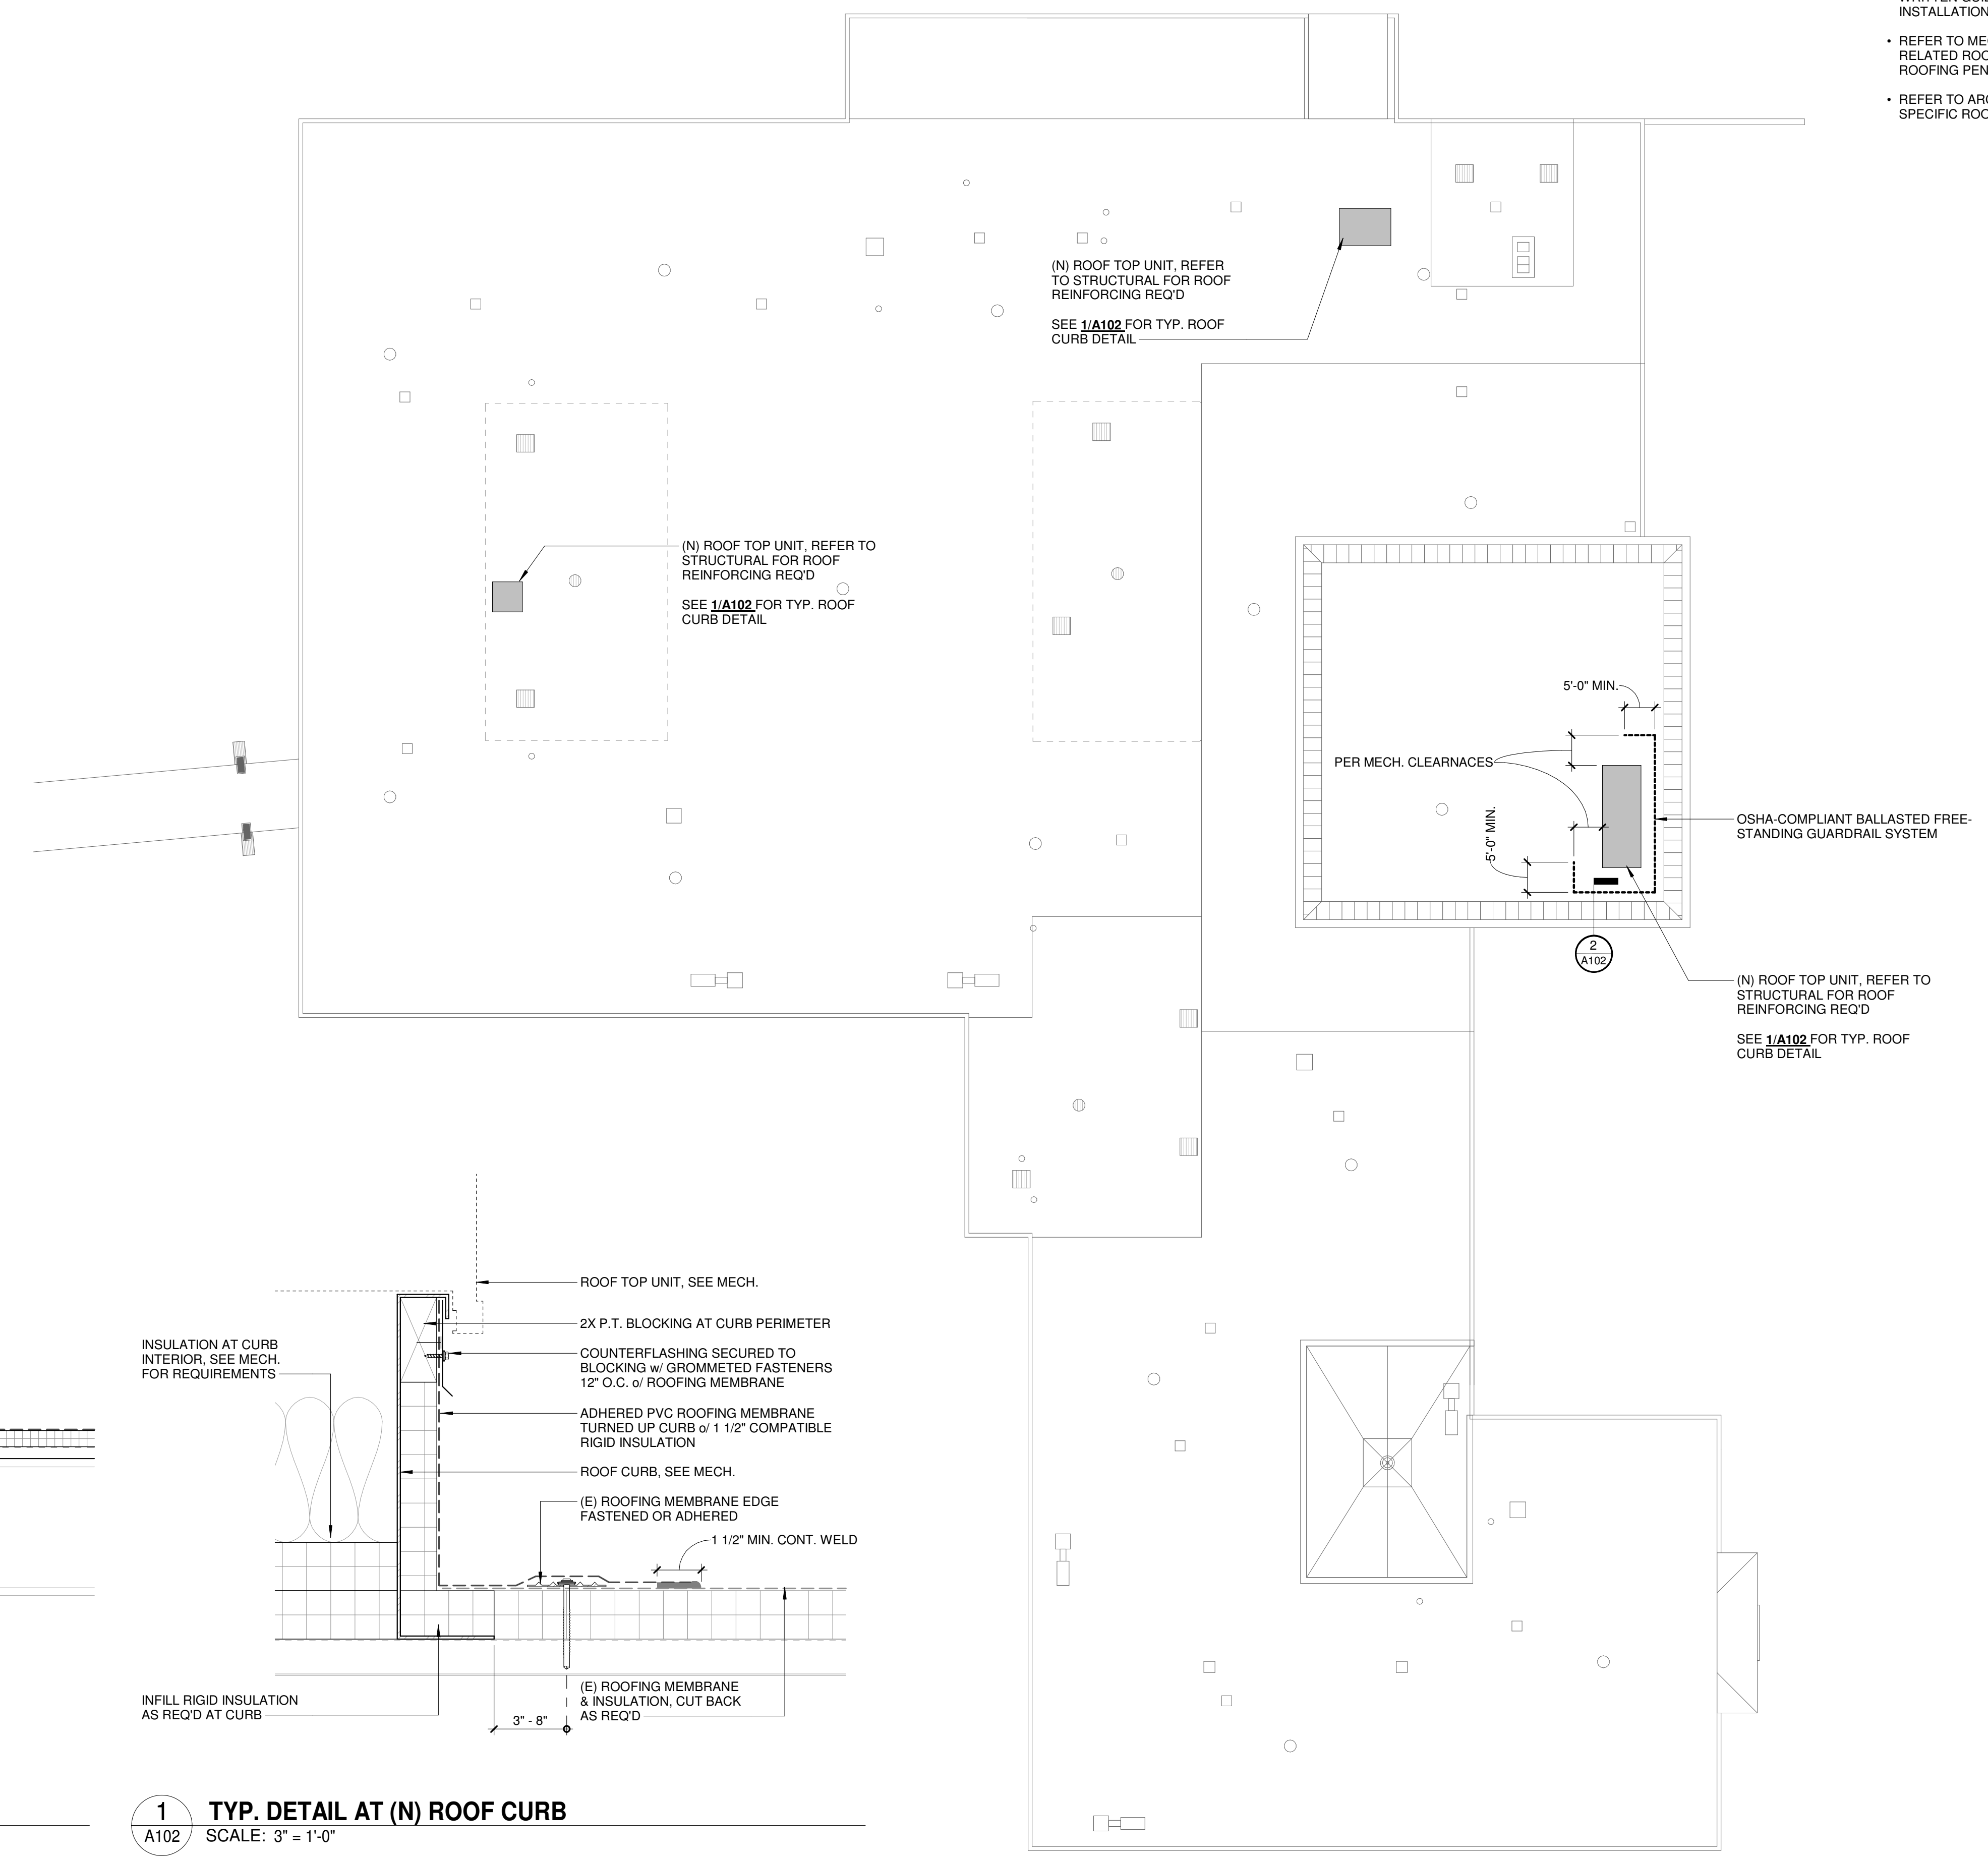 INSTALLATION
• REFER TO
RELATED
ROOFING
• REFER TO
SPECIFIC
(N) ROOF TOP UNIT, REFER
TO STRUCTURAL FOR ROOF
REINFORCING REQ'D
SEE 1/A102 FOR TYP. ROOF
CURB DETAIL
(N) ROOF TOP UNIT, REFER TO
STRUCTURAL FOR ROOF
REINFORCING REQ'D
SEE 1/A102 FOR TYP. ROOF
CURB DETAIL
5'-0" MIN.
PER MECH. CLEARNACES
5'-0" MIN.
OSHA-COMPLIANT BALLASTED FREE-
STANDING GUARDRAIL SYSTEM
2
A102
(N) ROOF TOP UNIT, REFER TO
STRUCTURAL FOR ROOF
REINFORCING REQ'D
SEE 1/A102 FOR TYP. ROOF
CURB DETAIL
ROOF TOP UNIT, SEE MECH.
2X P.T. BLOCKING AT CURB PERIMETER
INSULATION AT CURB
INTERIOR, SEE MECH.
FOR REQUIREMENTS
COUNTERFLASHING SECURED TO
BLOCKING w/ GROMMETED FASTENERS
12" O.C. o/ ROOFING MEMBRANE
ADHERED PVC ROOFING MEMBRANE
TURNED UP CURB o/ 1 1/2" COMPATIBLE
RIGID INSULATION
ROOF CURB, SEE MECH.
(E) ROOFING MEMBRANE EDGE
FASTENED OR ADHERED
1 1/2" MIN. CONT. WELD
INFILL RIGID INSULATION
AS REQ'D AT CURB
3" - 8"
(E) ROOFING MEMBRANE
& INSULATION, CUT BACK
AS REQ'D
1
A102
TYP. DETAIL AT (N) ROOF CURB
SCALE: 3" = 1'-0"